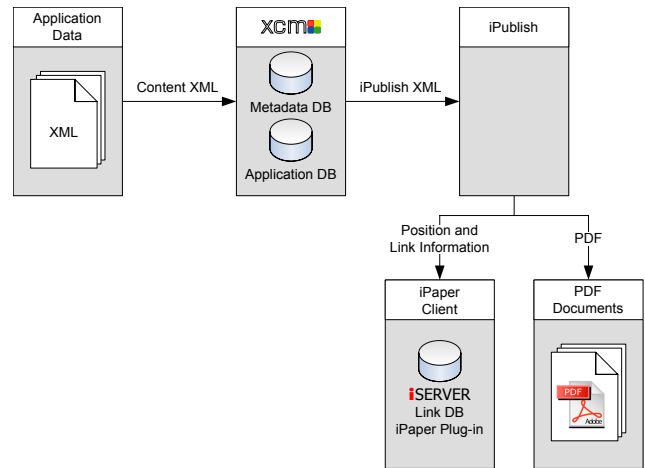 Application
Data
XML
Content XML
xcm
Metadata DB
Application DB
iPublish XML
iPublish
Position and
Link Information
PDF
iPaper
Client
iSERVER
Link DB
iPaper Plug-in
PDF
Documents
PDF
Adobe